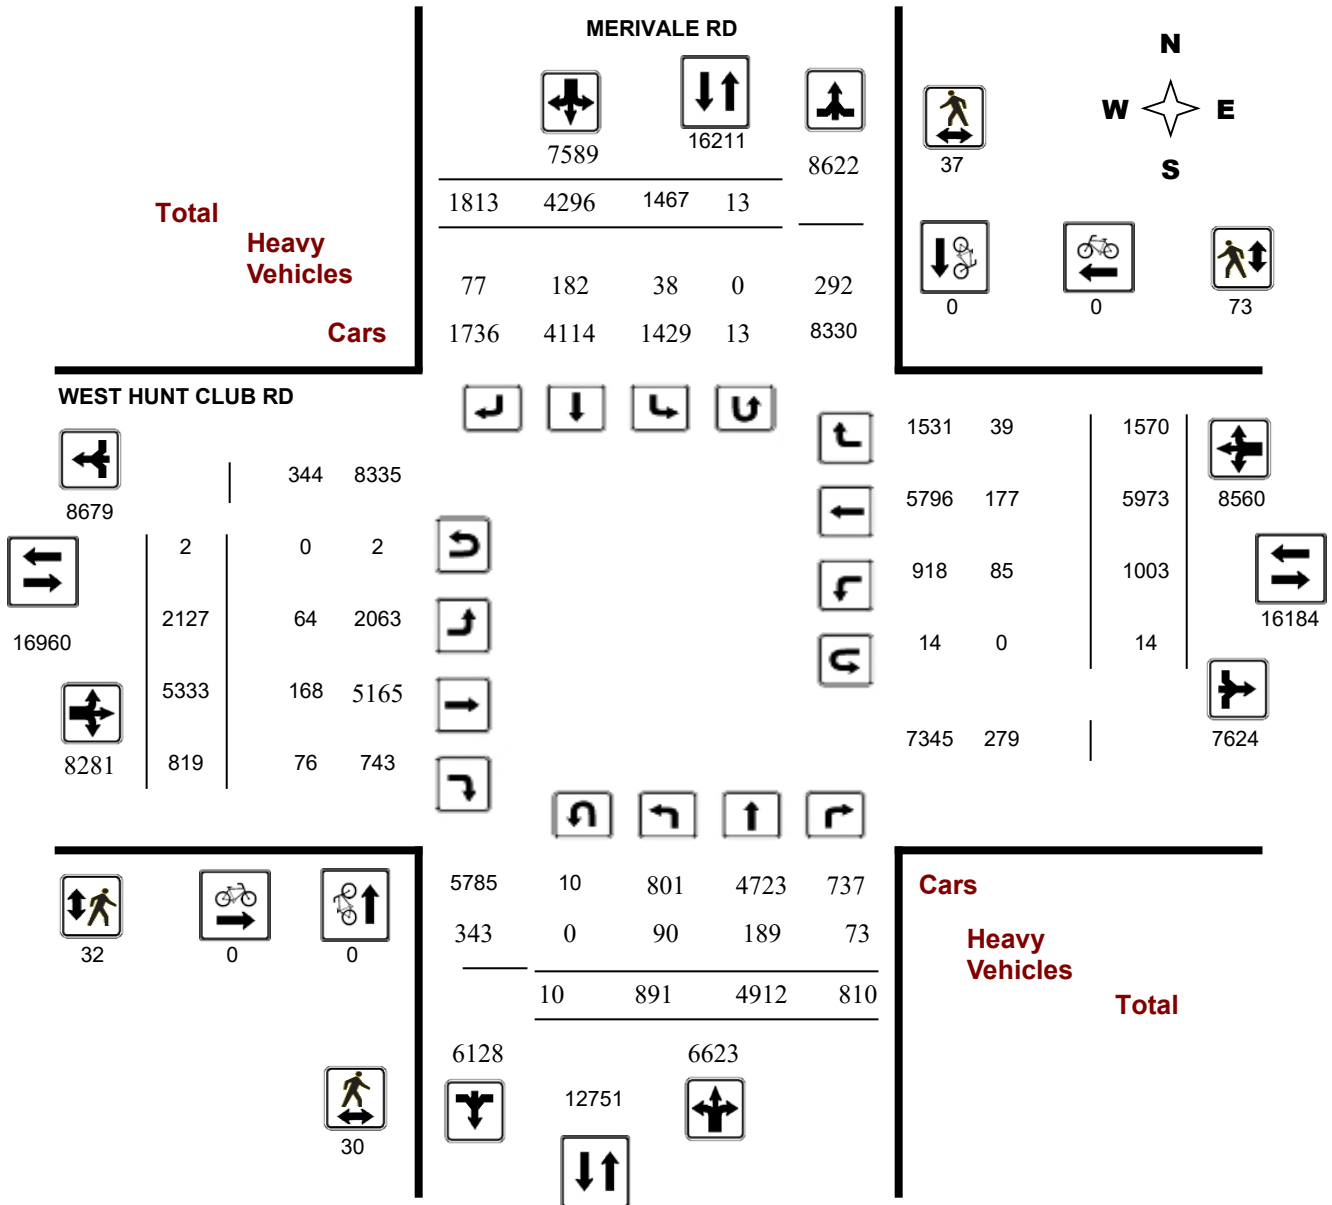 MERIVALE RD
N
W E
S
7589
16211
8622
37
1813 4296 1467 13
Total
Heavy
Vehicles
77 182 38 0 292
Cars
1736 4114 1429 13 8330
0 0 73
WEST HUNT CLUB RD
1531 39 1570
344 8335
8679
5796 177 5973 8560
2 0 2
918 85 1003
2127 64 2063
16184
16960
14 0 14
5333 168 5165
7345 279 7624
8281 819 76 743
5785 10 801 4723 737
Cars
343 0 90 189 73
Heavy
Vehicles
32 0 0
10 891 4912 810
Total
6128 6623
12751
30